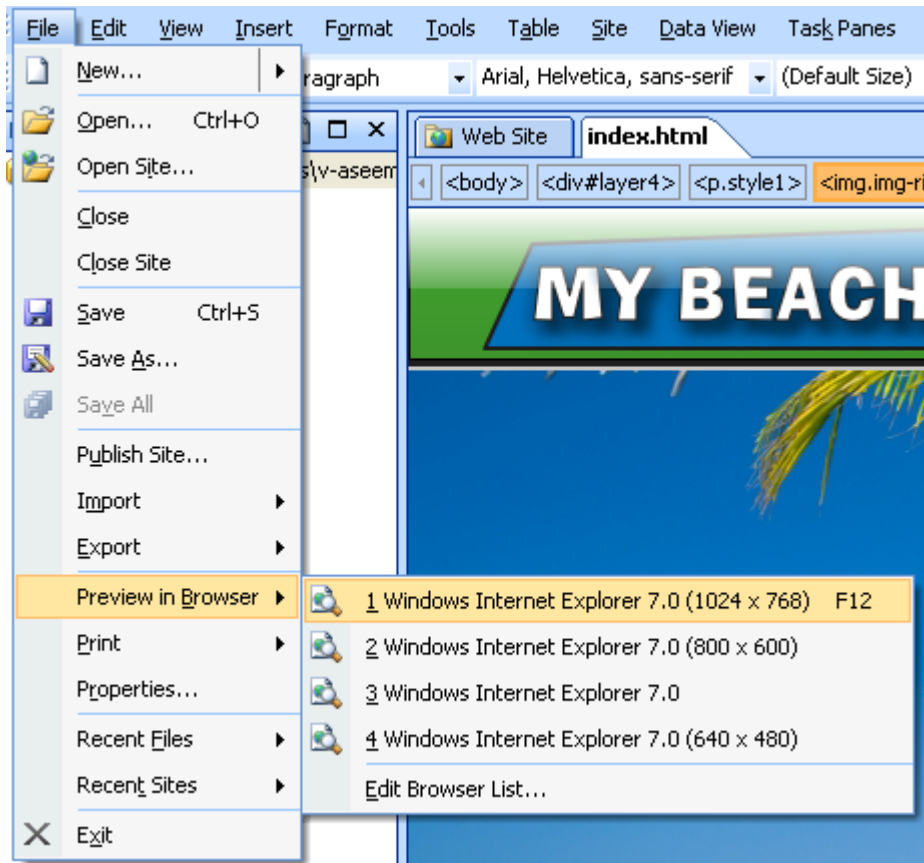 File Edit View Insert Format Tools Table Site Data View Task Panes
New...
ragraph Arial, Helvetica, sans-serif (Default Size)
Open... Ctrl+O
Web Site index.html
Open Site...
s\v-aseem
<body> <div#layer4> <p.style1> <img.img-ri
Close
Close Site
MY BEACH
Save Ctrl+S
Save As...
Save All
Publish Site...
Import
Export
Preview in Browser
1 Windows Internet Explorer 7.0 (1024 x 768) F12
Print
2 Windows Internet Explorer 7.0 (800 x 600)
Properties...
3 Windows Internet Explorer 7.0
Recent Files
4 Windows Internet Explorer 7.0 (640 x 480)
Recent Sites
Edit Browser List...
Exit